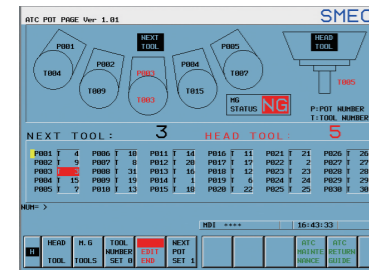 ATC POT PAGE Ver 1.01
SMEC
P001
T004
P002
T009
NEXT
TOOL
P003
T003
P004
T015
P005
T007
HEAD
TOOL
T005
MG
STATUS
NG
P:POT NUMBER
T:TOOL NUMBER
NEXT TOOL: 3
HEAD TOOL: 5
P001 T 4 P006 T 10 P011 T 14 P016 T 11 P021 T 21 P026 T 26
P002 T 9 P007 T 8 P012 T 20 P017 T 17 P022 T 2 P027 T 27
P003 T 3 P008 T 31 P013 T 16 P018 T 12 P023 T 23 P028 T 28
P004 T 15 P009 T 19 P014 T 1 P019 T 6 P024 T 24 P029 T 29
P005 T 7 P010 T 13 P015 T 18 P020 T 22 P025 T 25 P030 T 30
NUM= >
MDI **** 16:43:33
H
HEAD
TOOL
M.G
TOOLS
TOOL
NUMBER
SET 0
EDIT
END
NEXT
POT
SET 1
ATC
MAINTE
NANCE
ATC
RETURN
GUIDE